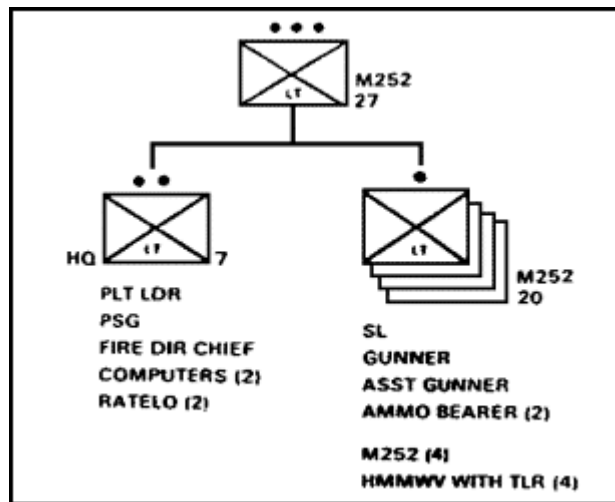 LT
M252
27
HQ LT 7
PLT LDR
PSG
FIRE DIR CHIEF
COMPUTERS (2)
RATELO (2)
LT
M252
20
SL
GUNNER
ASST GUNNER
AMMO BEARER (2)
M252 (4)
HMMWV WITH TLR (4)